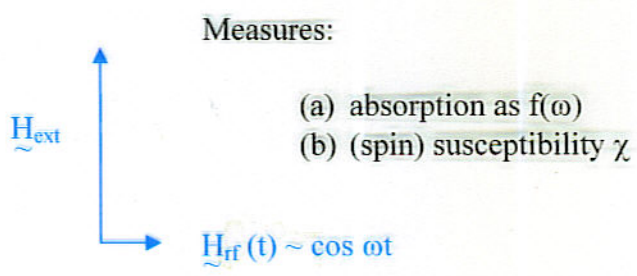 Measures:
(a) absorption as f(ω)
H_ext
(b) (spin) susceptibility χ
H_rf (t) ~ cos ωt